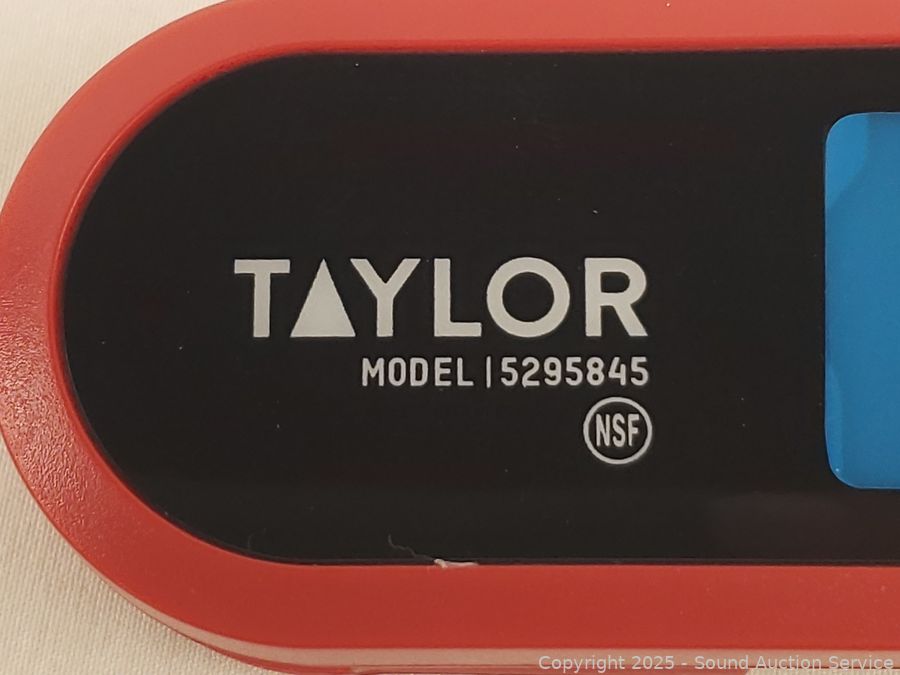 TAYLOR
MODEL | 5295845
NSF
Copyright 2025 - Sound Auction Service